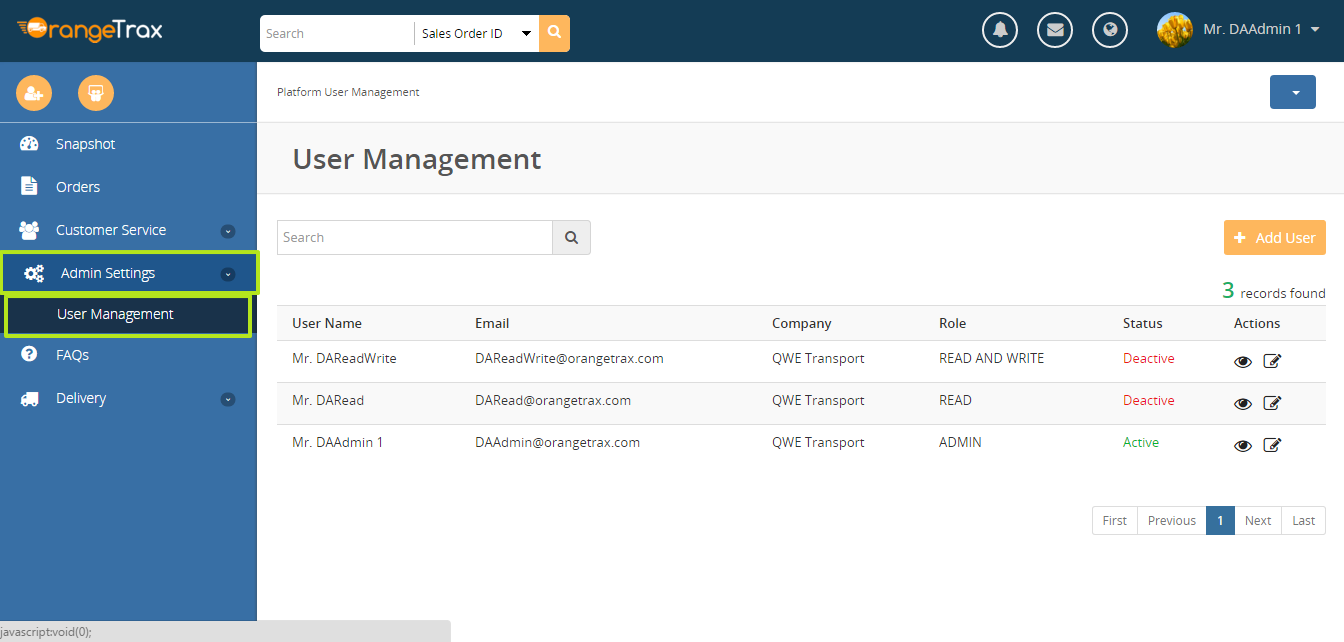 OrangeTrax
Search
Sales Order ID
Mr. DAAdmin 1
Platform User Management
Snapshot
Orders
Customer Service
Admin Settings
User Management
FAQs
Delivery
User Management
Search
+ Add User
3 records found
User Name Email Company Role Status Actions
Mr. DAReadWrite DAReadWrite@orangetrax.com QWE Transport READ AND WRITE Deactive
Mr. DARead DARead@orangetrax.com QWE Transport READ Deactive
Mr. DAAdmin 1 DAAdmin@orangetrax.com QWE Transport ADMIN Active
First Previous 1 Next Last
javascript:void(0);